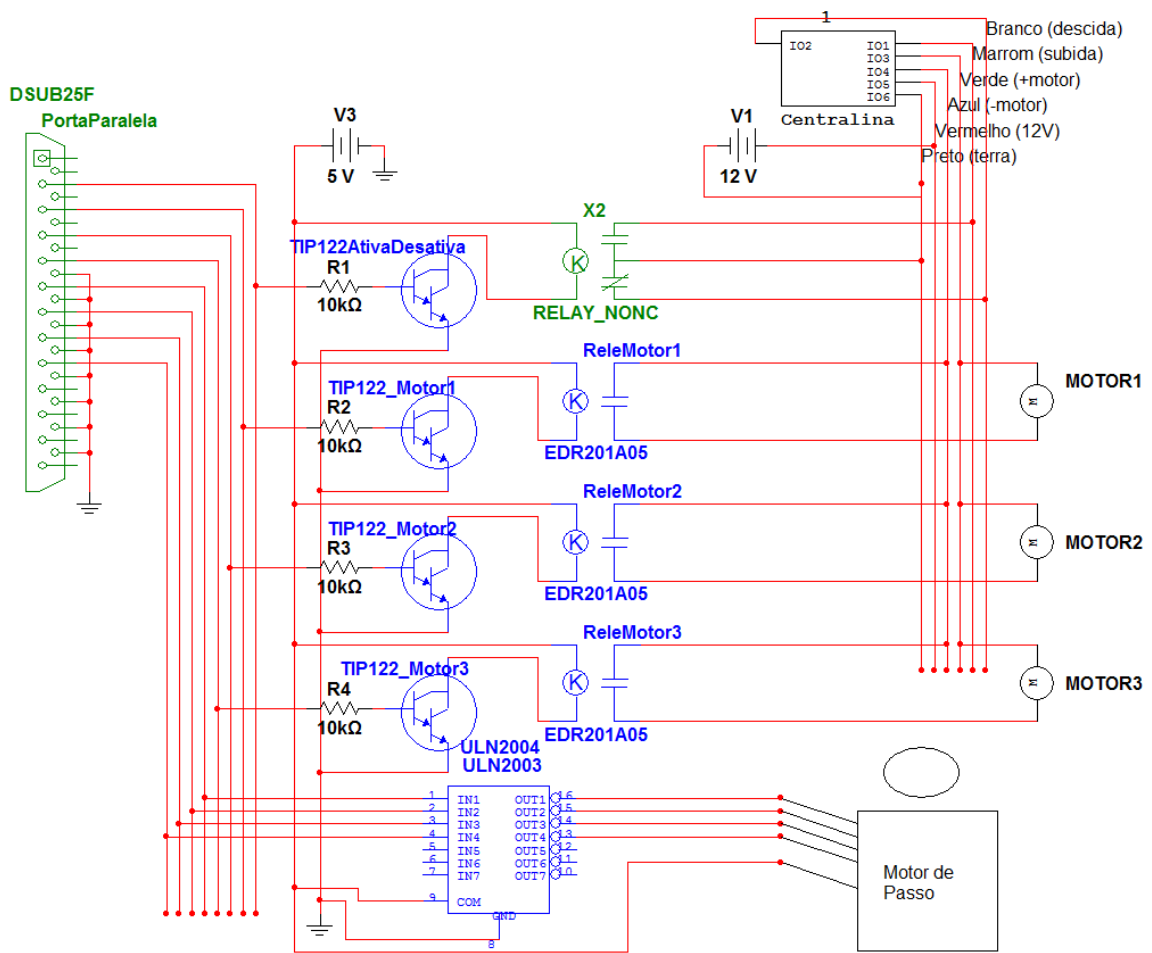 1
Branco (descida)
IO2
IO1
Marrom (subida)
IO3
IO4
Verde (+motor)
IO5
IO6
Azul (-motor)
Centralina
Vermelho (12V)
Preto (terra)
DSUB25F
PortaParalela
V3
5 V
V1
12 V
X2
TIP122AtivaDesativa
R1
10kΩ
K
RELAY_NONC
ReleMotor1
TIP122_Motor1
R2
10kΩ
K
EDR201A05
M
MOTOR1
ReleMotor2
TIP122_Motor2
R3
10kΩ
K
EDR201A05
M
MOTOR2
ReleMotor3
TIP122_Motor3
R4
10kΩ
K
EDR201A05
M
MOTOR3
ULN2004
ULN2003
1 IN1 OUT1 16
2 IN2 OUT2 15
3 IN3 OUT3 14
4 IN4 OUT4 13
5 IN5 OUT5 12
6 IN6 OUT6 11
7 IN7 OUT7 10
9 COM
GND
8
Motor de
Passo